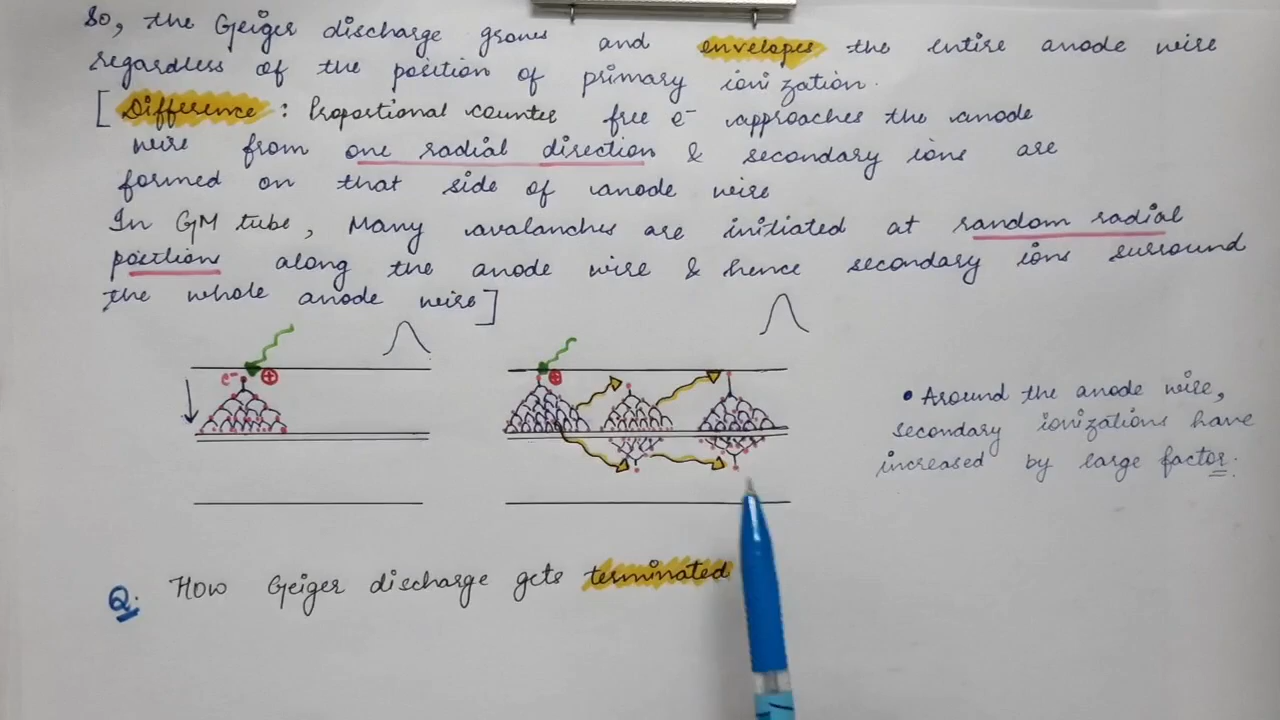 So, the Geiger discharge grows and envelopes the entire anode wire
regardless of the position of primary ionization.
[Difference: Proportional counter free e⁻ approaches the anode
wire from one radial direction & secondary ions are
formed on that side of anode wire
In GM tube, Many avalanches are initiated at random radial
positions along the anode wire & hence secondary ions surround
the whole anode wire]
e⁻ ⊕
⊕
• Around the anode wire,
secondary ionizations have
increased by large factor.
Q. How Geiger discharge gets terminated